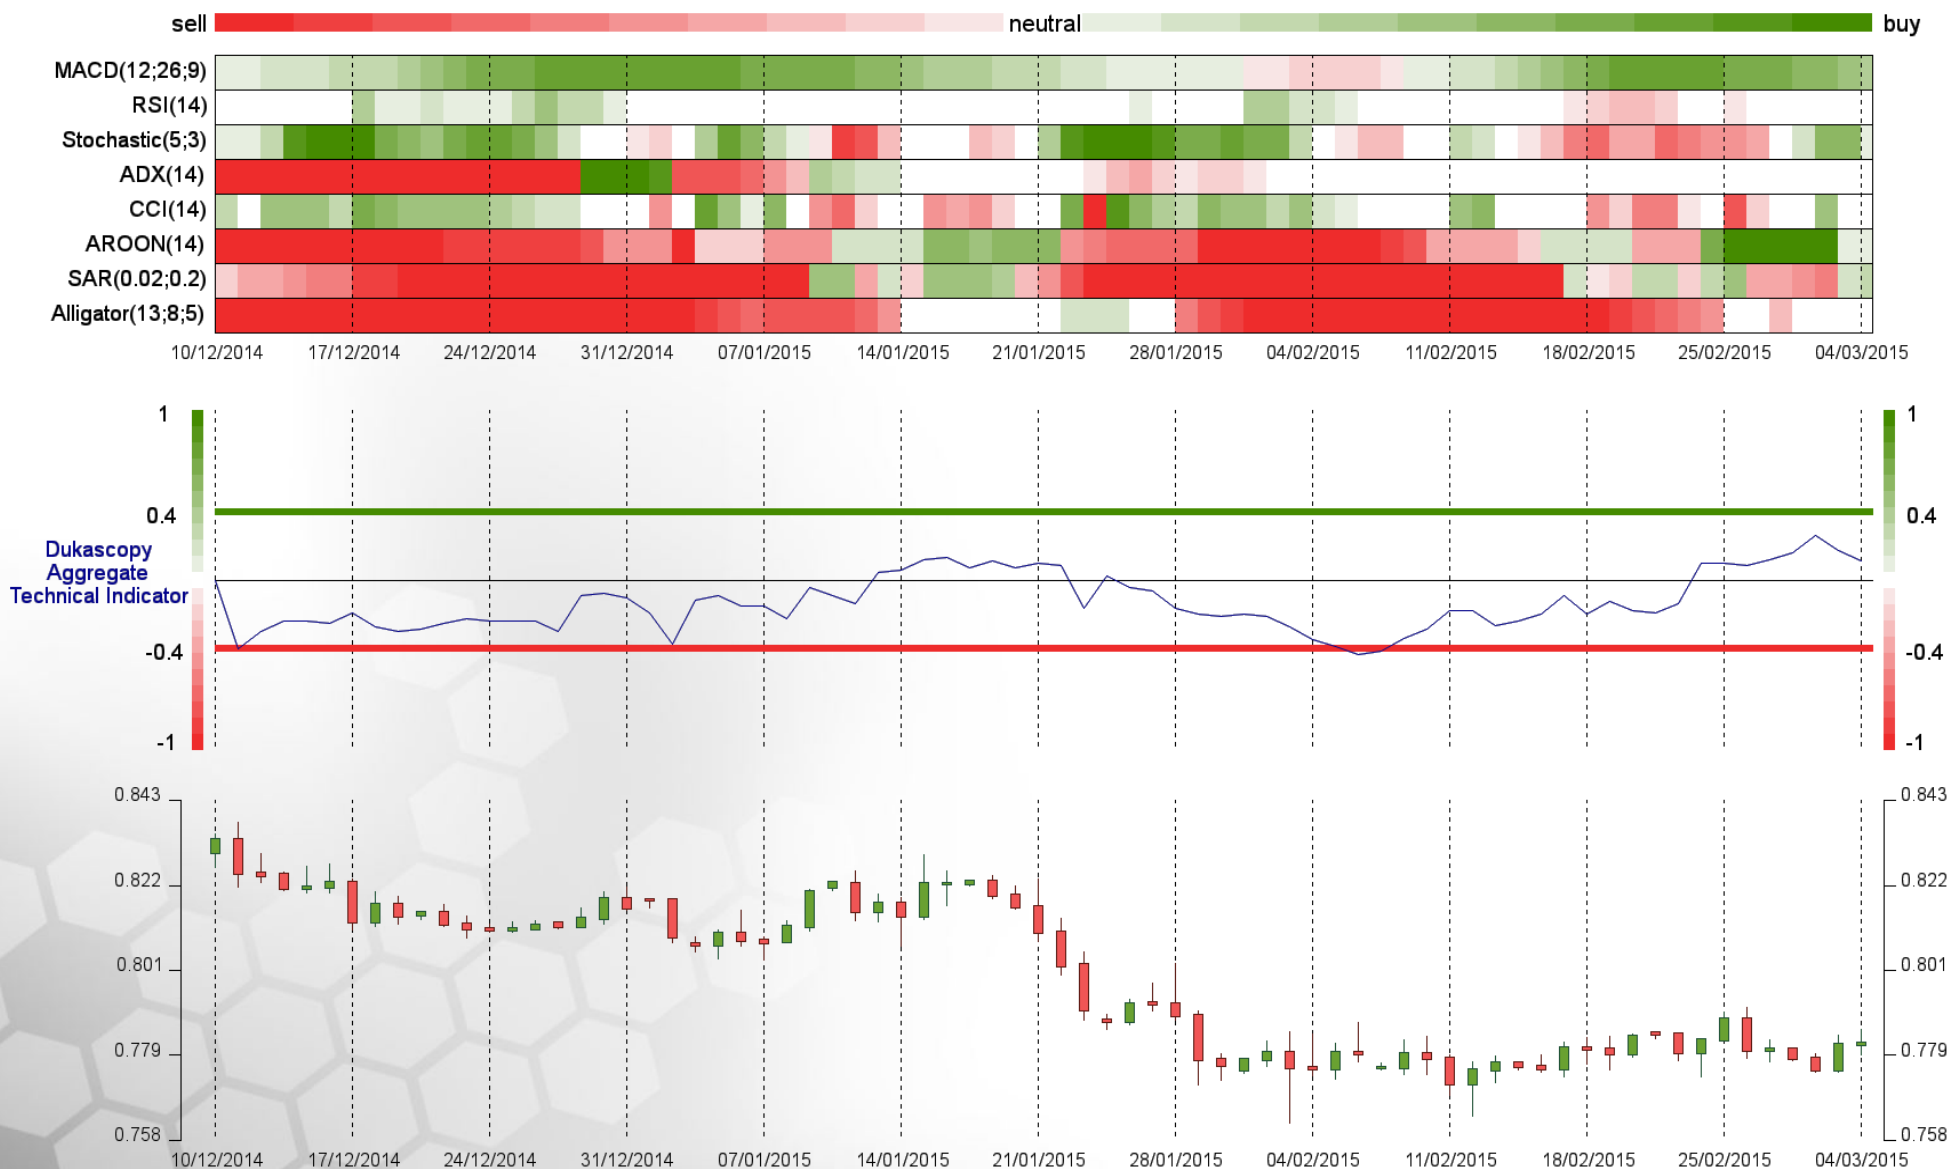 sell neutral buy
MACD(12;26;9)
RSI(14)
Stochastic(5;3)
ADX(14)
CCI(14)
AROON(14)
SAR(0.02;0.2)
Alligator(13;8;5)
10/12/2014 17/12/2014 24/12/2014 31/12/2014 07/01/2015 14/01/2015 21/01/2015 28/01/2015 04/02/2015 11/02/2015 18/02/2015 25/02/2015 04/03/2015
1 1
0.4 0.4
Dukascopy
Aggregate
Technical Indicator
-0.4 -0.4
-1 -1
0.843 0.843
0.822 0.822
0.801 0.801
0.779 0.779
0.758 0.758
10/12/2014 17/12/2014 24/12/2014 31/12/2014 07/01/2015 14/01/2015 21/01/2015 28/01/2015 04/02/2015 11/02/2015 18/02/2015 25/02/2015 04/03/2015